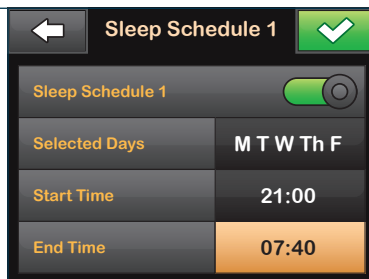 Sleep Schedule 1
Sleep Schedule 1
Selected Days M T W Th F
Start Time 21:00
End Time 07:40